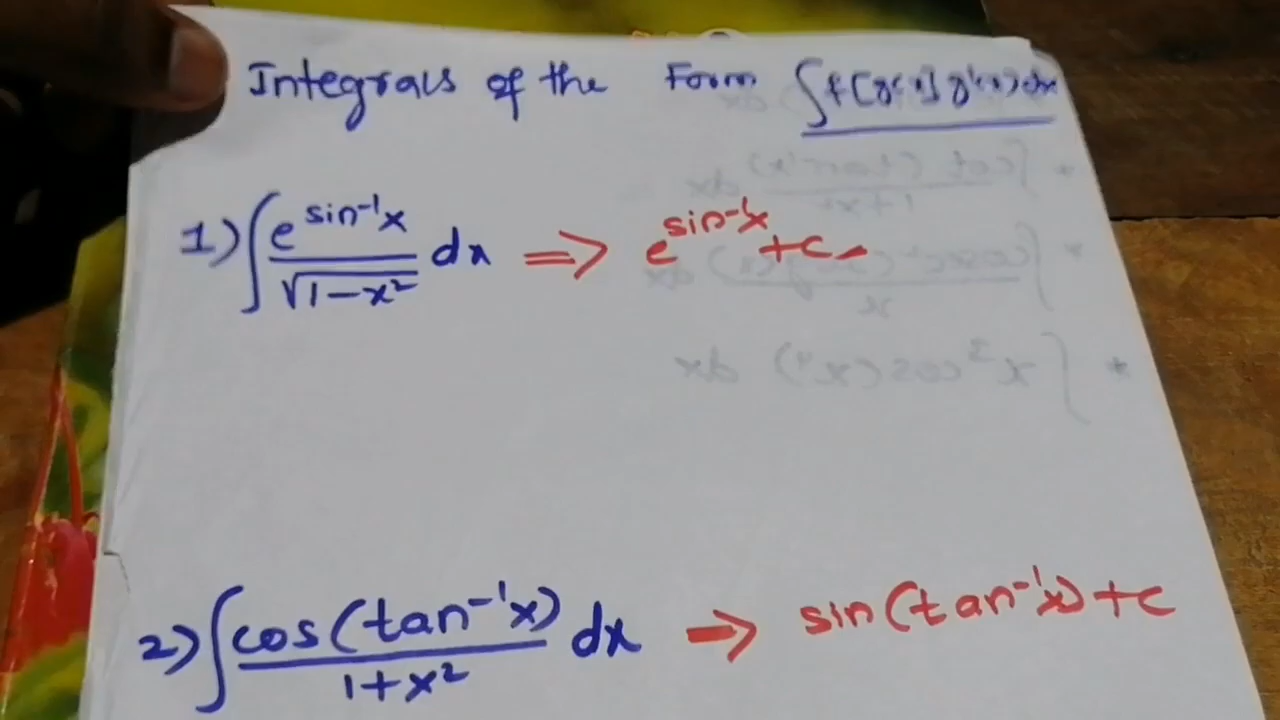 Integrals of the Form ∫f[g(x)] g'(x) dx
1) ∫ e^sin⁻¹x / √1-x² dx ⇒ e^sin⁻¹x + c
2) ∫ cos(tan⁻¹x) / 1+x² dx ⇒ sin(tan⁻¹x) + c